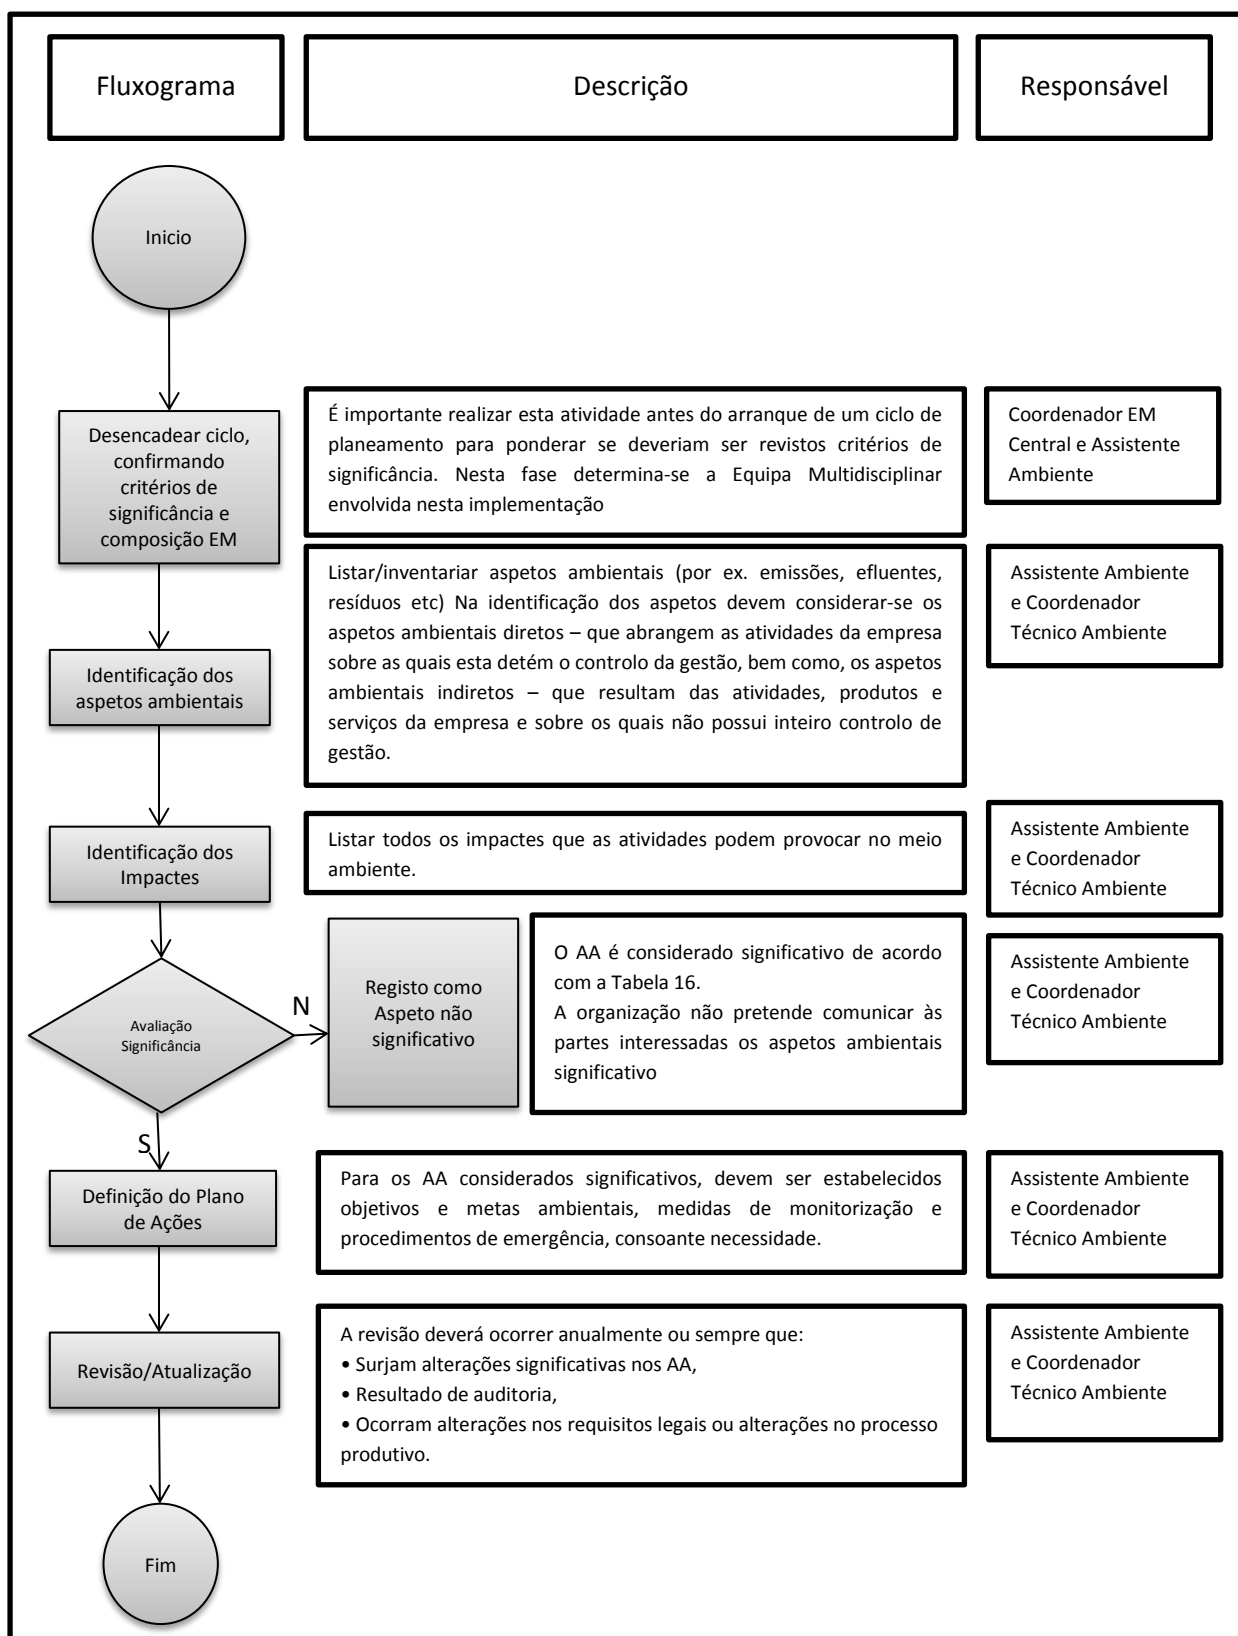 Fluxograma
Descrição
Responsável
Inicio
Desencadear ciclo,
confirmando
critérios de
significância e
composição EM
É importante realizar esta atividade antes do arranque de um ciclo de
planeamento para ponderar se deveriam ser revistos critérios de
significância. Nesta fase determina-se a Equipa Multidisciplinar
envolvida nesta implementação
Coordenador EM
Central e Assistente
Ambiente
Identificação dos
aspetos ambientais
Listar/inventariar aspetos ambientais (por ex. emissões, efluentes,
resíduos etc) Na identificação dos aspetos devem considerar-se os
aspetos ambientais diretos – que abrangem as atividades da empresa
sobre as quais esta detém o controlo da gestão, bem como, os aspetos
ambientais indiretos – que resultam das atividades, produtos e
serviços da empresa e sobre os quais não possui inteiro controlo de
gestão.
Assistente Ambiente
e Coordenador
Técnico Ambiente
Identificação dos
Impactes
Listar todos os impactes que as atividades podem provocar no meio
ambiente.
Assistente Ambiente
e Coordenador
Técnico Ambiente
Avaliação
Significância
N
Registo como
Aspeto não
significativo
O AA é considerado significativo de acordo
com a Tabela 16.
A organização não pretende comunicar às
partes interessadas os aspetos ambientais
significativo
Assistente Ambiente
e Coordenador
Técnico Ambiente
S
Definição do Plano
de Ações
Para os AA considerados significativos, devem ser estabelecidos
objetivos e metas ambientais, medidas de monitorização e
procedimentos de emergência, consoante necessidade.
Assistente Ambiente
e Coordenador
Técnico Ambiente
Revisão/Atualização
A revisão deverá ocorrer anualmente ou sempre que:
• Surjam alterações significativas nos AA,
• Resultado de auditoria,
• Ocorram alterações nos requisitos legais ou alterações no processo
produtivo.
Assistente Ambiente
e Coordenador
Técnico Ambiente
Fim